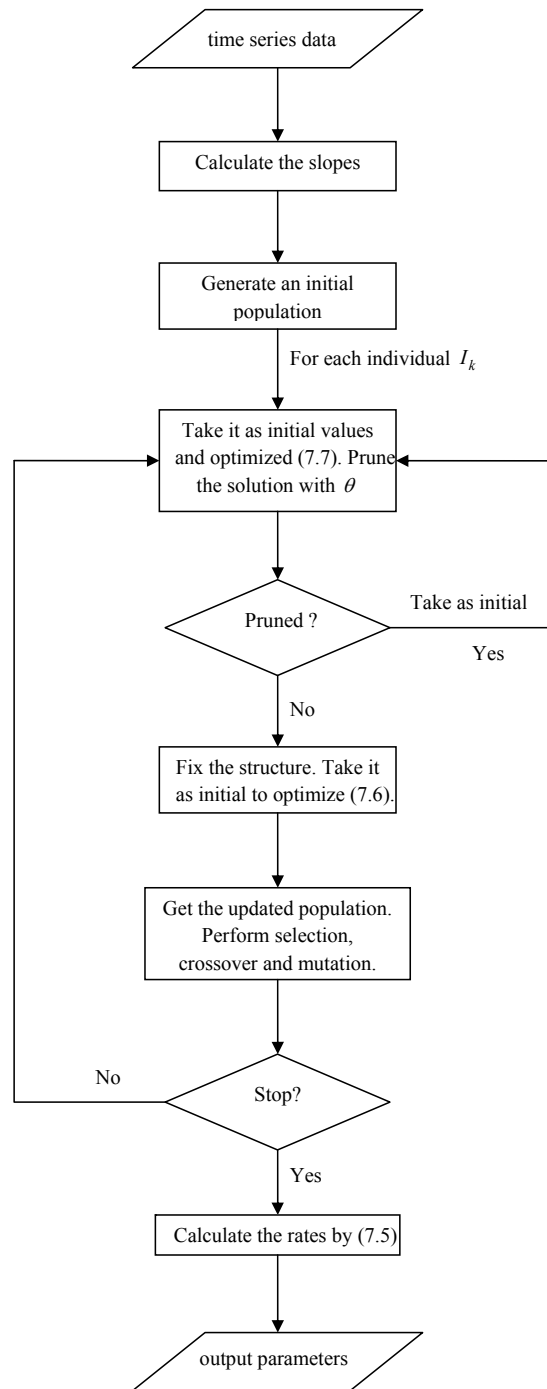 time series data
Calculate the slopes
Generate an initial
population
For each individual I_k
Take it as initial values
and optimized (7.7). Prune
the solution with θ
Pruned ?
Take as initial
Yes
No
Fix the structure. Take it
as initial to optimize (7.6).
Get the updated population.
Perform selection,
crossover and mutation.
No
Stop?
Yes
Calculate the rates by (7.5)
output parameters